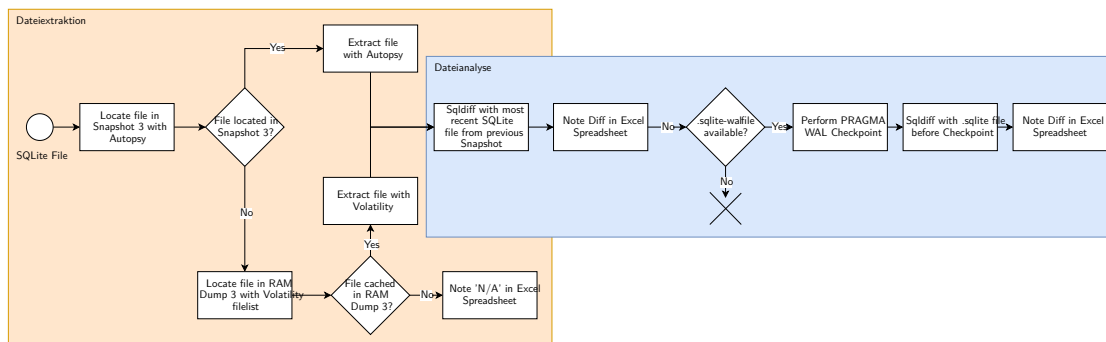 Dateiextraktion
SQLite File
Locate file in
Snapshot 3 with
Autopsy
File located in
Snapshot 3?
Yes
Extract file
with Autopsy
No
Locate file in RAM
Dump 3 with Volatility
filelist
File cached
in RAM
Dump 3?
Yes
Extract file with
Volatility
No
Note 'N/A' in Excel
Spreadsheet
Dateianalyse
Sqldiff with most
recent SQLite
file from previous
Snapshot
Note Diff in Excel
Spreadsheet
No
.sqlite-walfile
available?
No
Yes
Perform PRAGMA
WAL Checkpoint
Sqldiff with .sqlite file
before Checkpoint
Note Diff in Excel
Spreadsheet